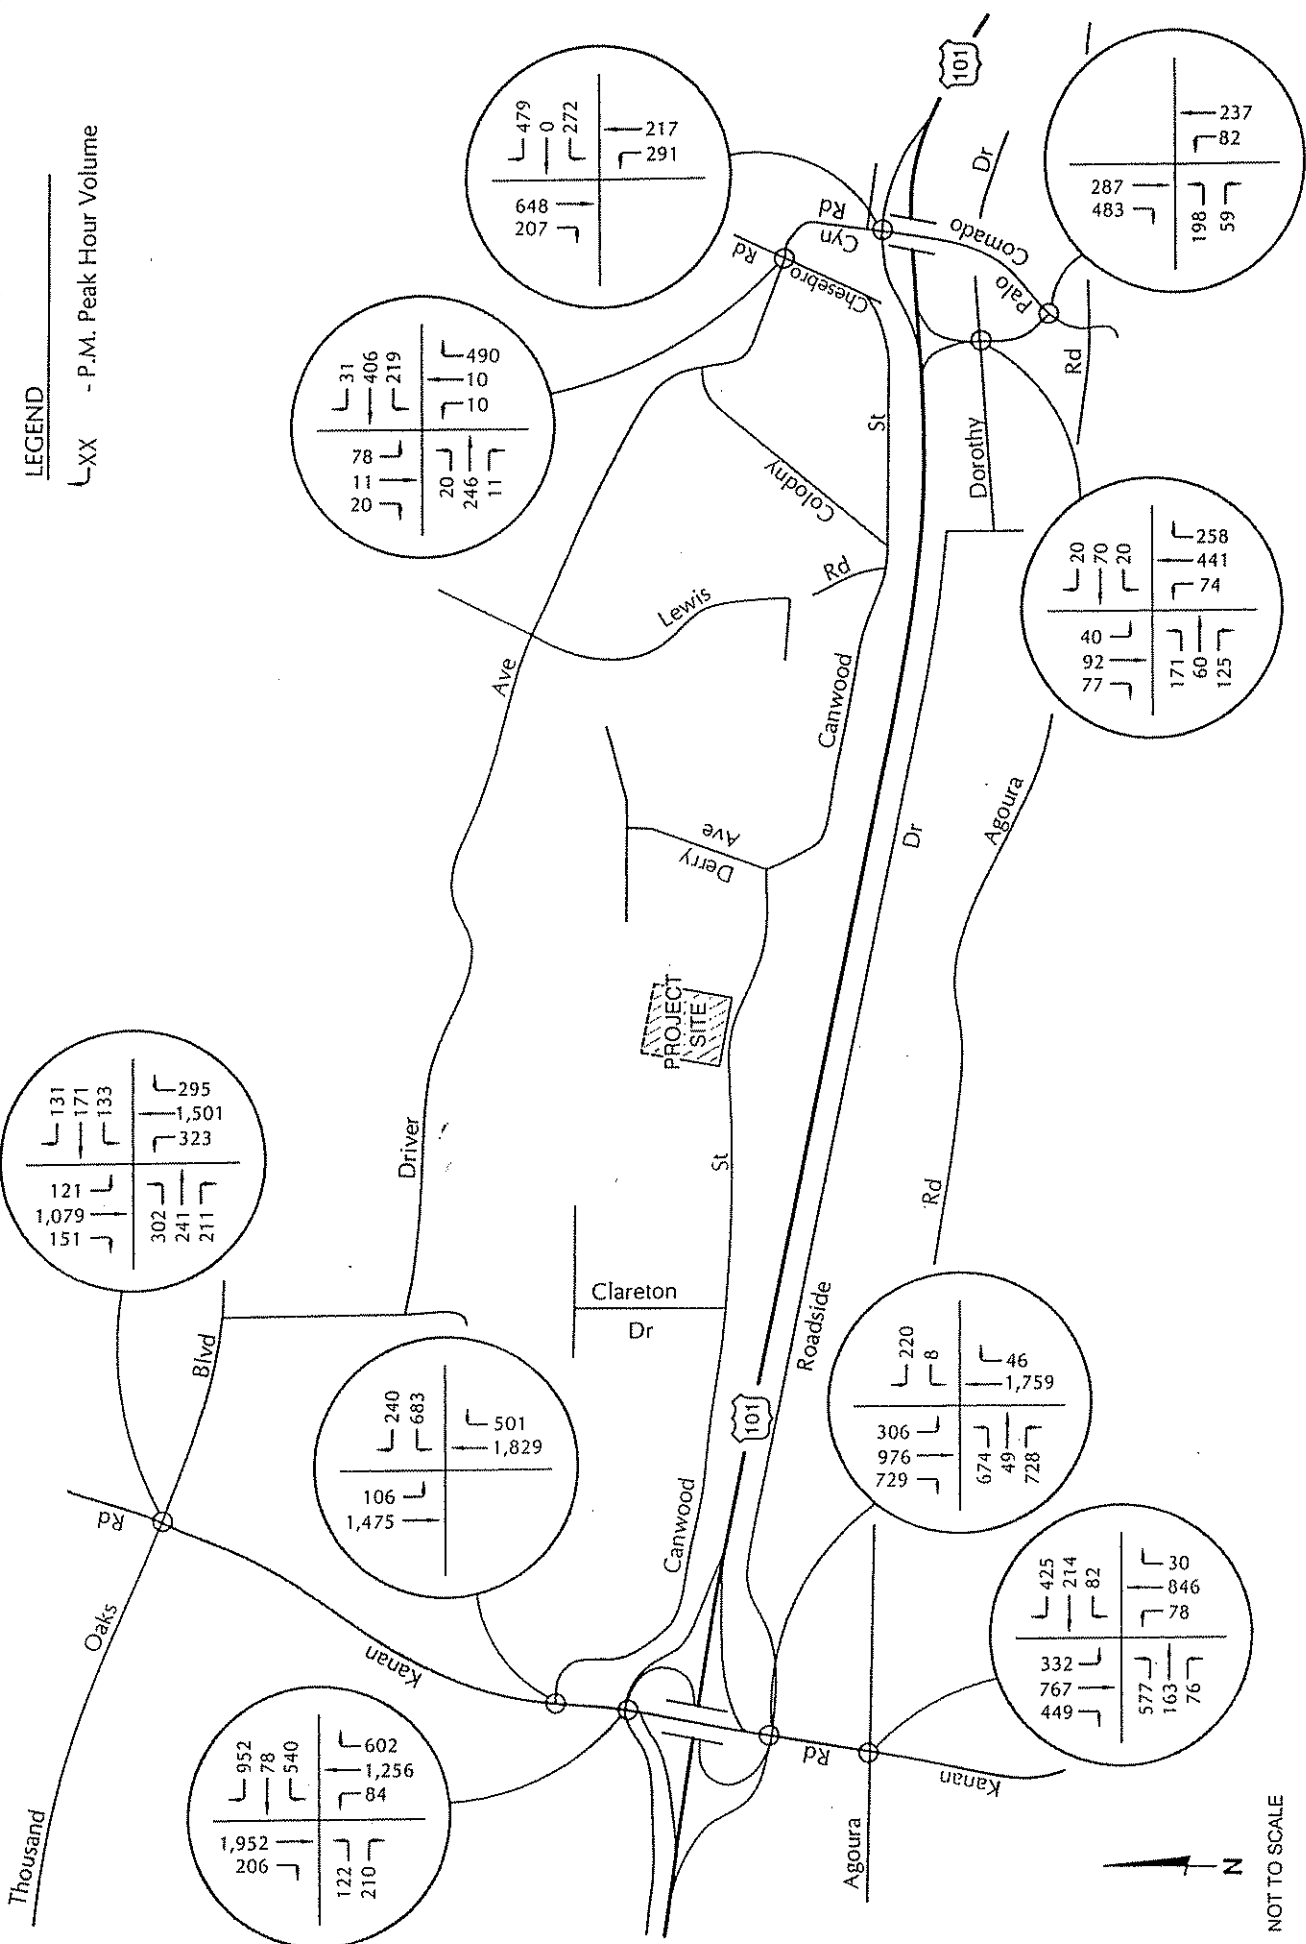 LEGEND
XX - P.M. Peak Hour Volume
479
0
272
648
207
217
291
101
237
82
287
483
198
59
31
406
219
78
11
20
490
10
10
20
246
11
Rd
Cyn
Chesebro
Rd
Comado
Palo
Dr
Dorothy
Rd
St
Colodny
Rd
Lewis
Ave
Canwood
20
70
20
40
92
77
258
441
74
171
60
125
Derry
Ave
Dr
Agoura
PROJECT
SITE
131
171
133
121
1,079
151
295
1,501
323
302
241
211
Driver
St
Rd
Blvd
Clareton
Dr
Roadside
240
683
106
1,475
501
1,829
101
220
8
306
976
729
46
1,759
674
49
728
Rd
Oaks
Kanan
Canwood
425
214
82
332
767
449
30
846
78
577
163
76
952
78
540
1,952
206
602
1,256
84
122
210
Rd
Kanan
Thousand
Agoura
N
NOT TO SCALE